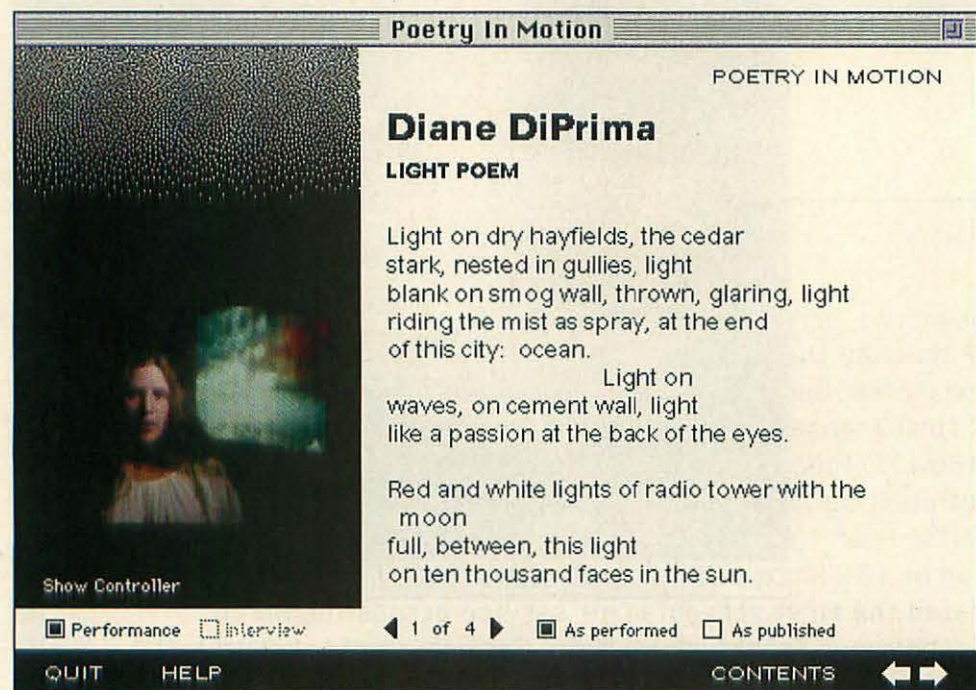 Poetry In Motion
POETRY IN MOTION
Diane DiPrima
LIGHT POEM
Light on dry hayfields, the cedar
stark, nested in gullies, light
blank on smog wall, thrown, glaring, light
riding the mist as spray, at the end
of this city: ocean.
Light on
waves, on cement wall, light
like a passion at the back of the eyes.
Red and white lights of radio tower with the
moon
full, between, this light
on ten thousand faces in the sun.
Show Controller
Performance Interview 1 of 4 As performed As published
QUIT HELP CONTENTS